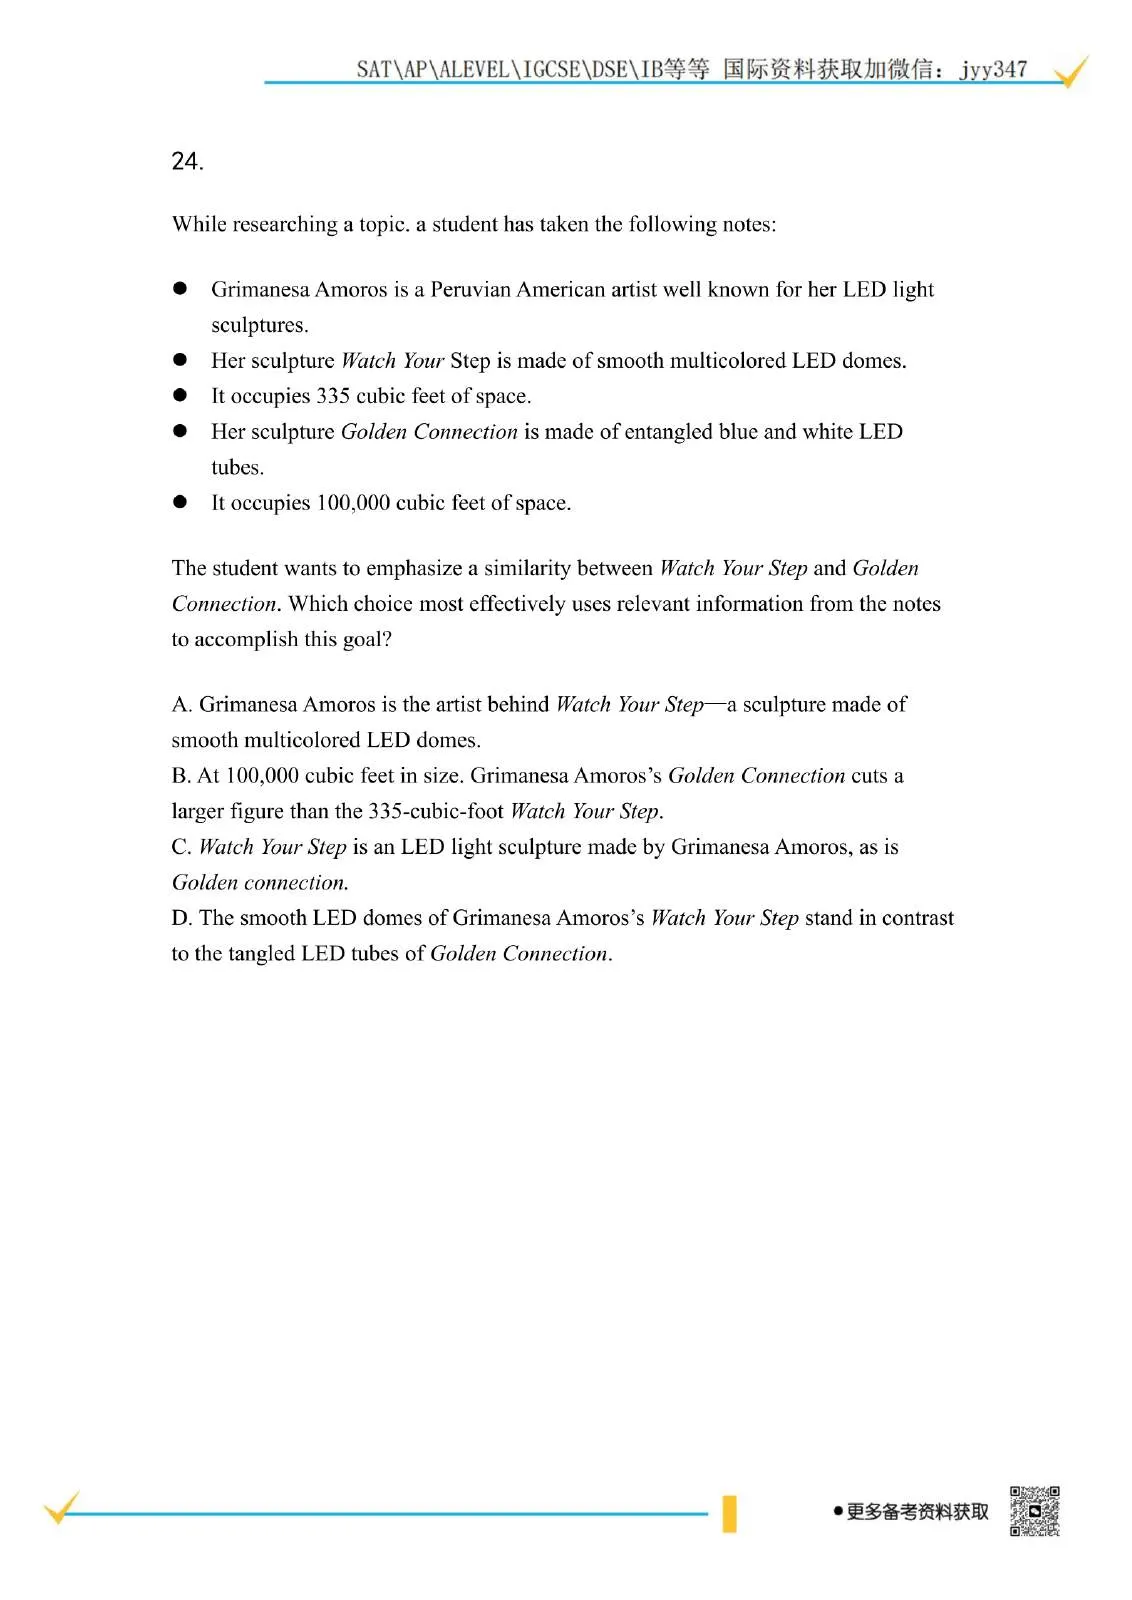 SAT\AP\ALEVEL\IGCSE\DSE\IB等等 国际资料获取加微信：jyy347
24.
While researching a topic. a student has taken the following notes:
● Grimanesa Amoros is a Peruvian American artist well known for her LED light
sculptures.
● Her sculpture Watch Your Step is made of smooth multicolored LED domes.
● It occupies 335 cubic feet of space.
● Her sculpture Golden Connection is made of entangled blue and white LED
tubes.
● It occupies 100,000 cubic feet of space.
The student wants to emphasize a similarity between Watch Your Step and Golden
Connection. Which choice most effectively uses relevant information from the notes
to accomplish this goal?
A. Grimanesa Amoros is the artist behind Watch Your Step—a sculpture made of
smooth multicolored LED domes.
B. At 100,000 cubic feet in size. Grimanesa Amoros’s Golden Connection cuts a
larger figure than the 335-cubic-foot Watch Your Step.
C. Watch Your Step is an LED light sculpture made by Grimanesa Amoros, as is
Golden connection.
D. The smooth LED domes of Grimanesa Amoros’s Watch Your Step stand in contrast
to the tangled LED tubes of Golden Connection.
●更多备考资料获取